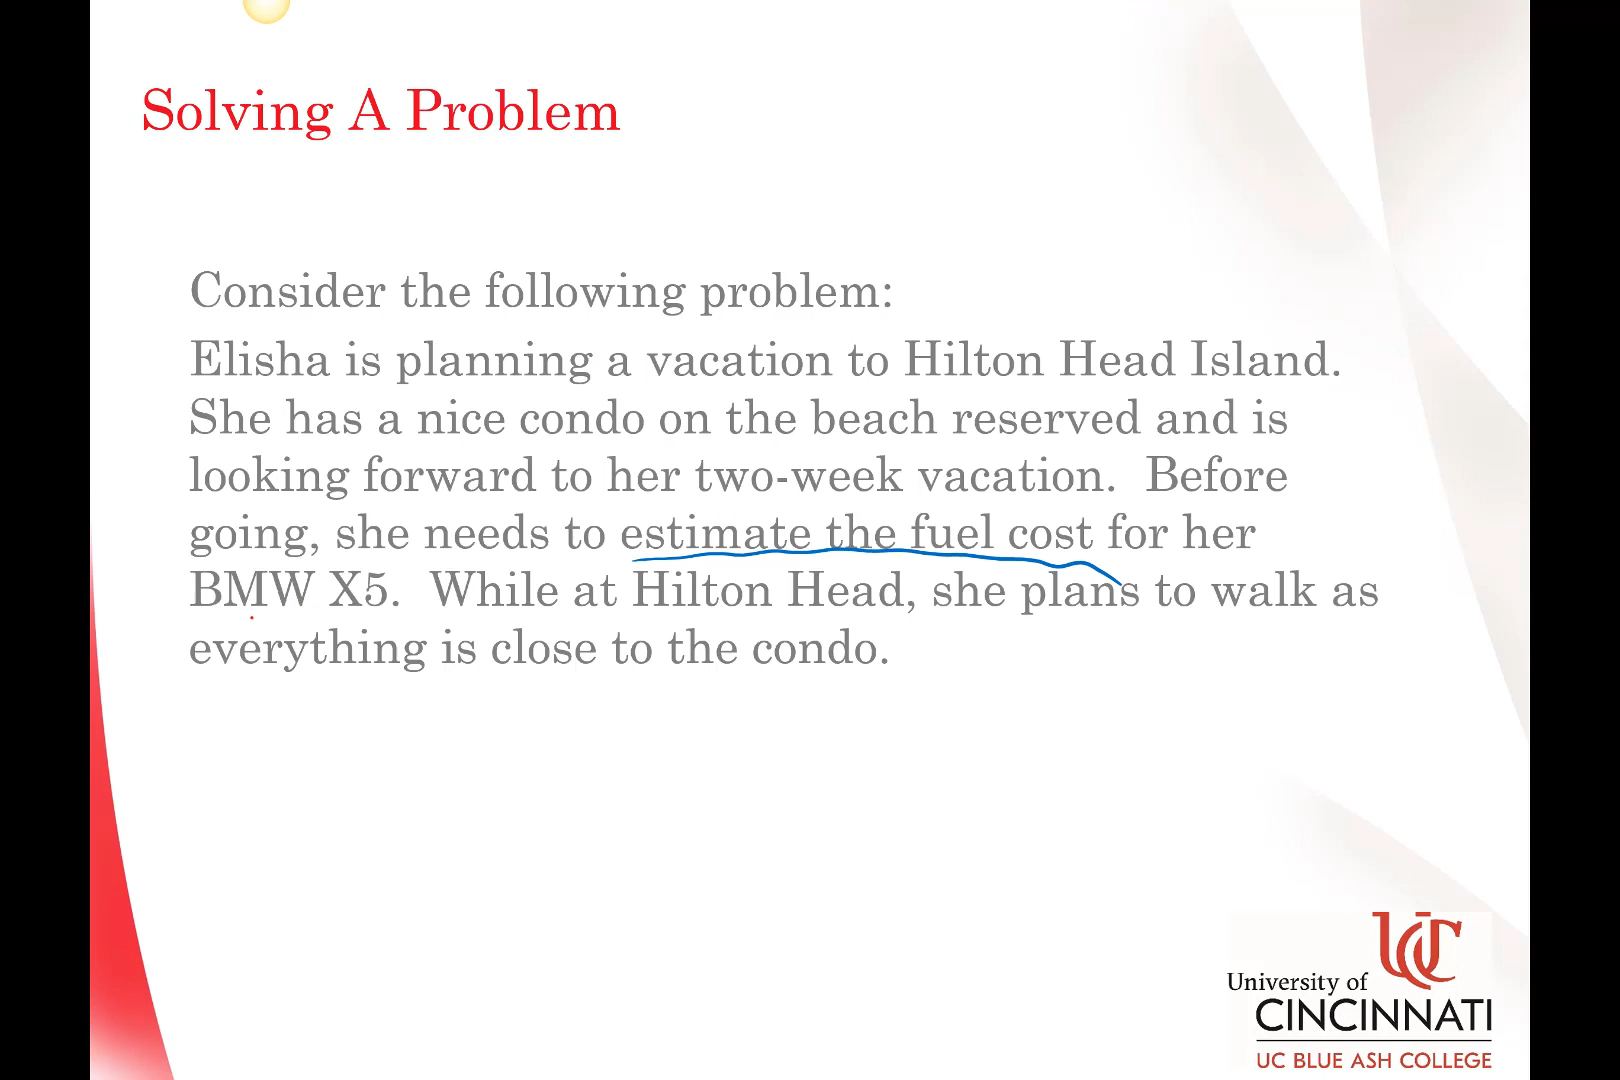 Solving A Problem
Consider the following problem:
Elisha is planning a vacation to Hilton Head Island.
She has a nice condo on the beach reserved and is
looking forward to her two-week vacation.  Before
going, she needs to estimate the fuel cost for her
BMW X5.  While at Hilton Head, she plans to walk as
everything is close to the condo.
UC
University of
CINCINNATI
UC BLUE ASH COLLEGE